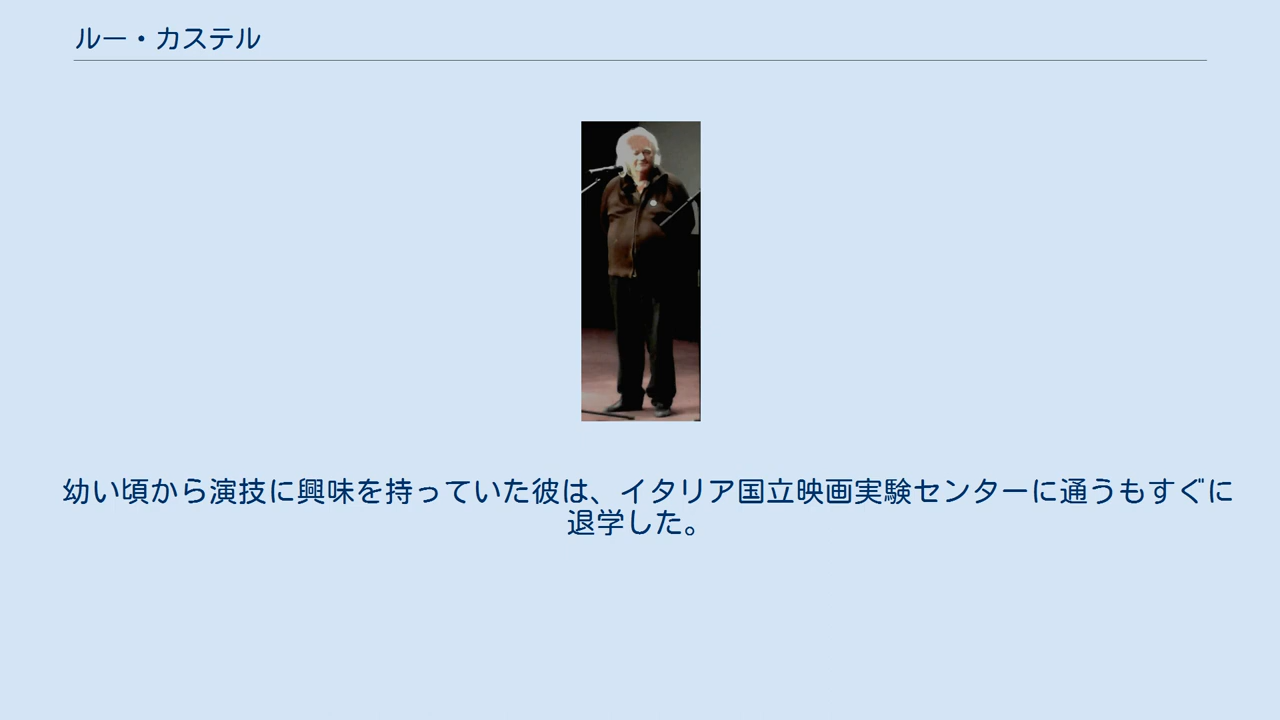 ルー・カステル
幼い頃から演技に興味を持っていた彼は、イタリア国立映画実験センターに通うもすぐに
退学した。